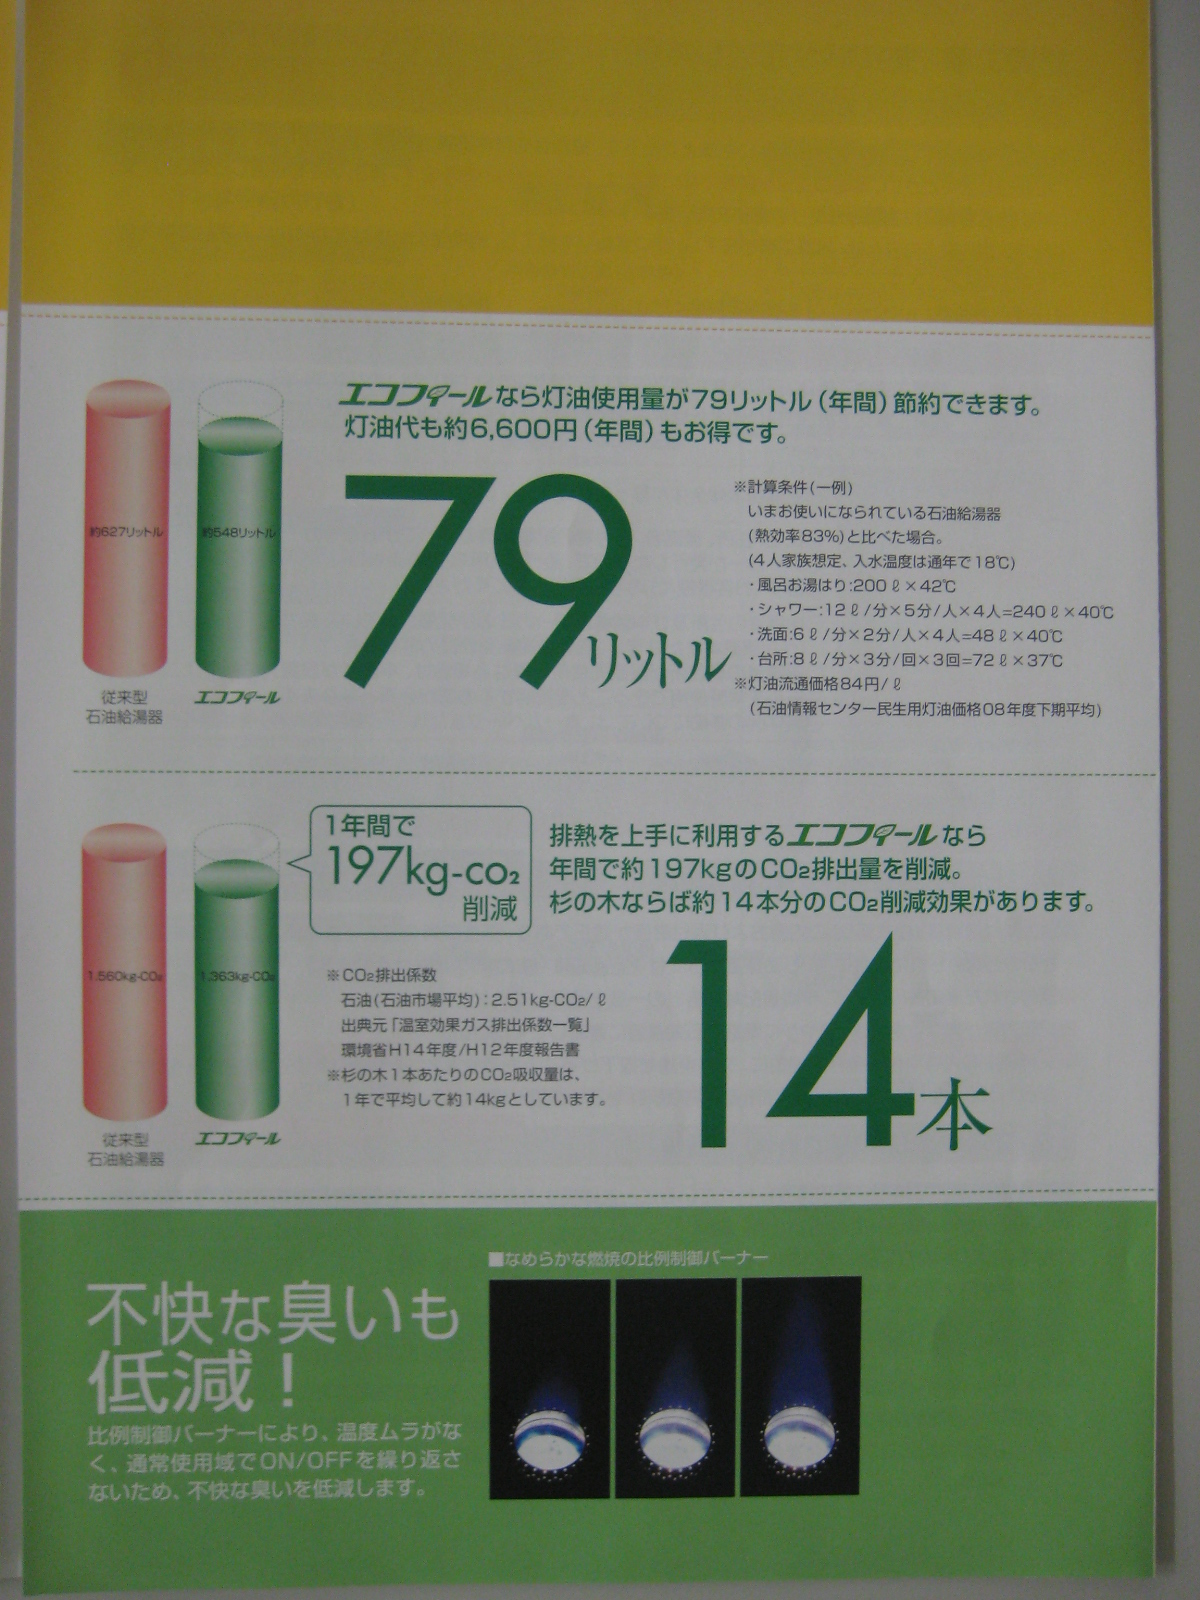 エコフィールなら灯油使用量が79リットル（年間）節約できます。
灯油代も約6,600円（年間）もお得です。
約627リットル
約548リットル
従来型
石油給湯器
エコフィール
79リットル
※計算条件(一例)
いまお使いになられている石油給湯器
(熱効率83%)と比べた場合。
(4人家族想定、入水温度は通年で18℃)
・風呂お湯はり:200ℓ×42℃
・シャワー:12ℓ/分×5分/人×4人=240ℓ×40℃
・洗面:6ℓ/分×2分/人×4人=48ℓ×40℃
・台所:8ℓ/分×3分/回×3回=72ℓ×37℃
※灯油流通価格84円/ℓ
(石油情報センター民生用灯油価格08年度下期平均)
1,560kg-CO₂
1,363kg-CO₂
従来型
石油給湯器
エコフィール
1年間で
197kg-CO₂
削減
排熱を上手に利用するエコフィールなら
年間で約197kgのCO₂排出量を削減。
杉の木ならば約14本分のCO₂削減効果があります。
※CO₂排出係数
石油(石油市場平均)：2.51kg-CO₂/ℓ
出典元「温室効果ガス排出係数一覧」
環境省H14年度/H12年度報告書
※杉の木1本あたりのCO₂吸収量は、
1年で平均して約14kgとしています。
14本
不快な臭いも
低減！
比例制御バーナーにより、温度ムラがな
く、通常使用域でON/OFFを繰り返さ
ないため、不快な臭いを低減します。
■なめらかな燃焼の比例制御バーナー